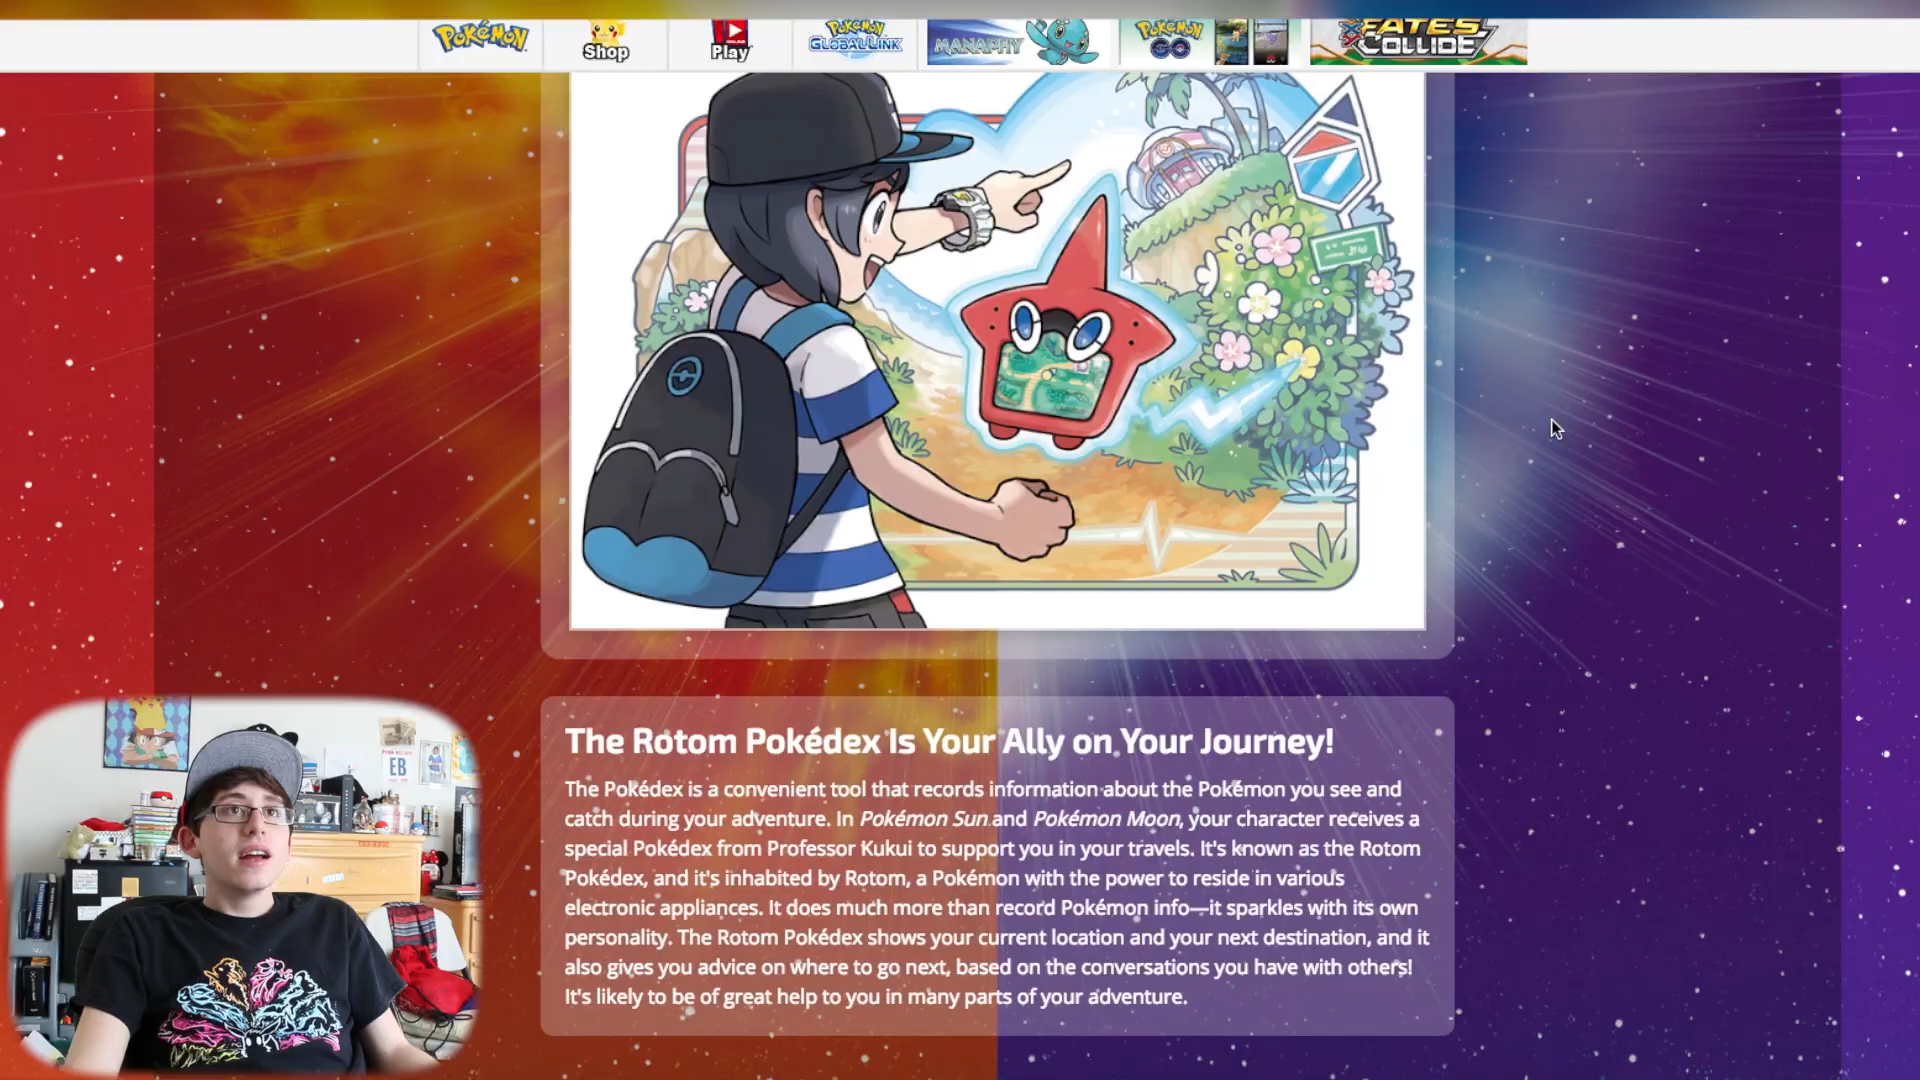 Pokémon
Shop
Play
Pokémon
Global Link
MANAPHY
Pokémon
GO
FATES
COLLIDE
EB
The Rotom Pokédex Is Your Ally on Your Journey!
The Pokédex is a convenient tool that records information about the Pokémon you see and
catch during your adventure. In Pokémon Sun and Pokémon Moon, your character receives a
special Pokédex from Professor Kukui to support you in your travels. It's known as the Rotom
Pokédex, and it's inhabited by Rotom, a Pokémon with the power to reside in various
electronic appliances. It does much more than record Pokémon info—it sparkles with its own
personality. The Rotom Pokédex shows your current location and your next destination, and it
also gives you advice on where to go next, based on the conversations you have with others!
It's likely to be of great help to you in many parts of your adventure.